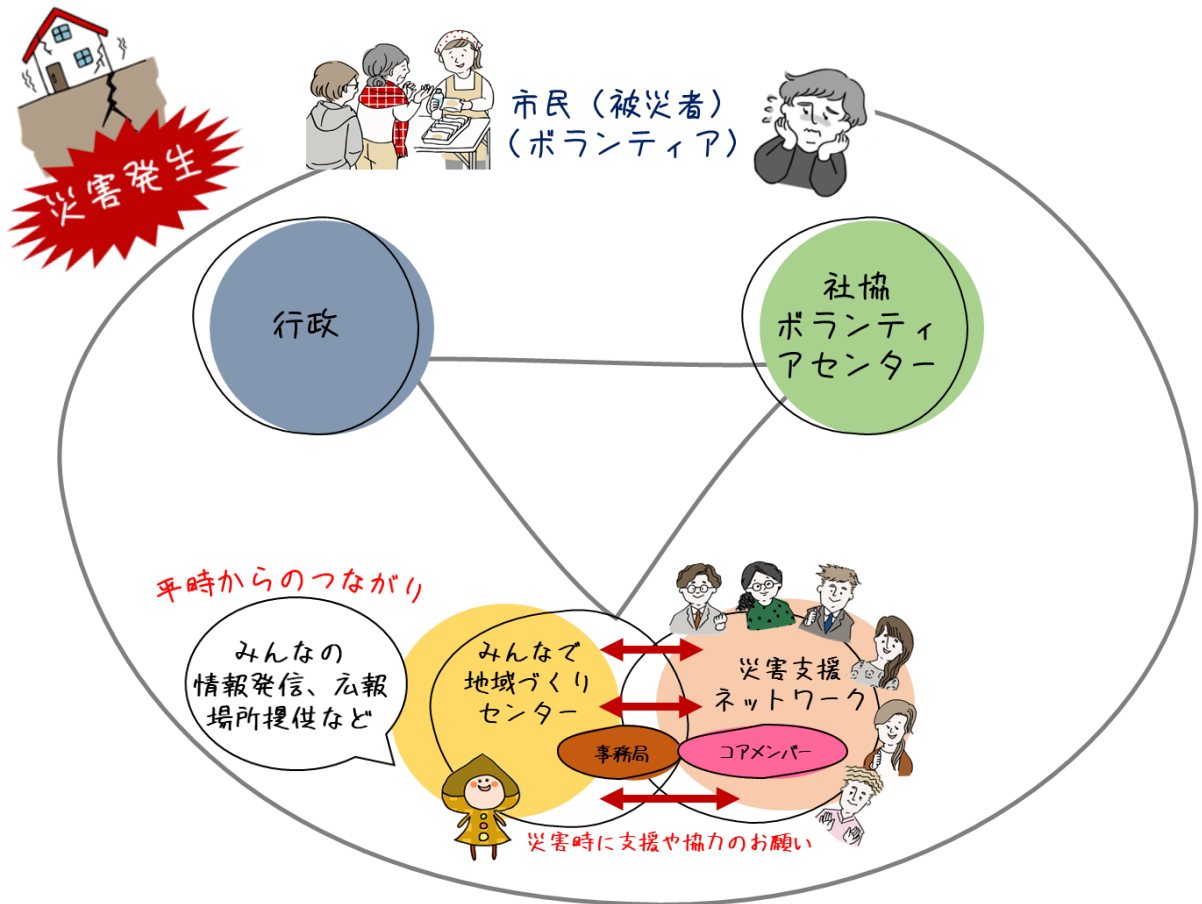 災害発生
市民（被災者）
（ボランティア）
行政
社協
ボランティ
アセンター
平時からのつながり
みんなの
情報発信、広報
場所提供など
みんなで
地域づくり
センター
災害支援
ネットワーク
事務局
コアメンバー
災害時に支援や協力のお願い